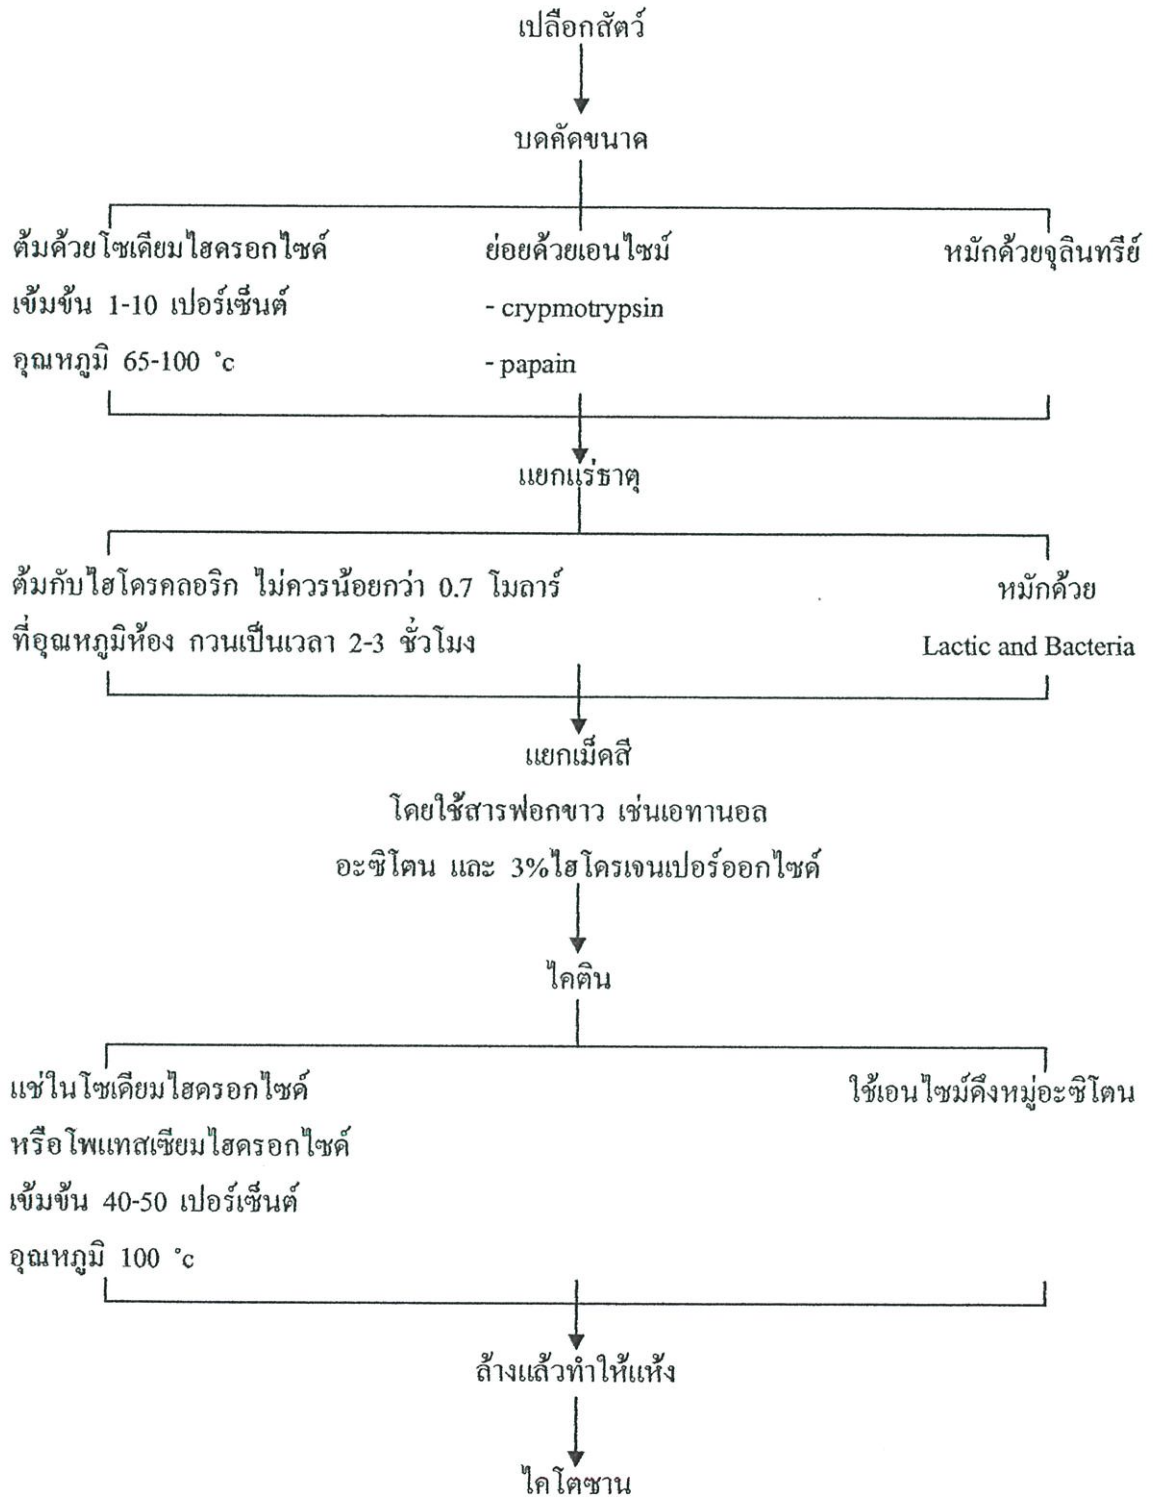 เปลือกสัตว์
บดคัดขนาด
ต้มด้วยโซเดียมไฮดรอกไซด์
เข้มข้น 1-10 เปอร์เซ็นต์
อุณหภูมิ 65-100 °c
ย่อยด้วยเอนไซม์
- crypmotrypsin
- papain
หมักด้วยจุลินทรีย์
แยกแร่ธาตุ
ต้มกับไฮโดรคลอริก ไม่ควรน้อยกว่า 0.7 โมลาร์
ที่อุณหภูมิห้อง กวนเป็นเวลา 2-3 ชั่วโมง
หมักด้วย
Lactic and Bacteria
แยกเม็ดสี
โดยใช้สารฟอกขาว เช่นเอทานอล
อะซิโตน และ 3%ไฮโดรเจนเปอร์ออกไซด์
ไคติน
แช่ในโซเดียมไฮดรอกไซด์
หรือโพแทสเซียมไฮดรอกไซด์
เข้มข้น 40-50 เปอร์เซ็นต์
อุณหภูมิ 100 °c
ใช้เอนไซม์ดึงหมู่อะซิโตน
ล้างแล้วทำให้แห้ง
ไคโตซาน